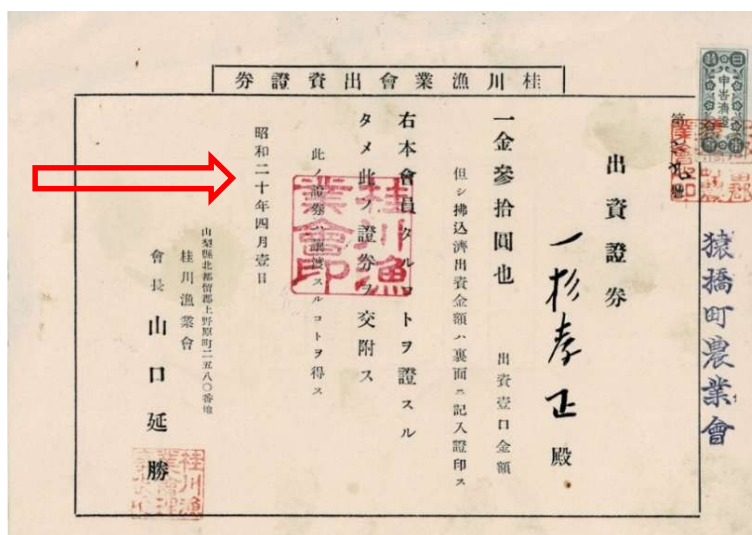 桂川漁業會出資證券
申告濟證
猿橋町農業會
出資證券
一杉孝正殿
一金參拾圓也 出資壹口金額
但シ拂込濟出資金額ハ裏面ニ記入證印ス
右本會員タルコトヲ證スル
タメ此ノ證券ヲ交附ス
此ノ證券ハ讓渡スルコトヲ得ス
桂川漁
業會印
昭和二十年四月壹日
山梨縣北都留郡上野原町二五八〇番地
桂川漁業會
會長 山口延勝